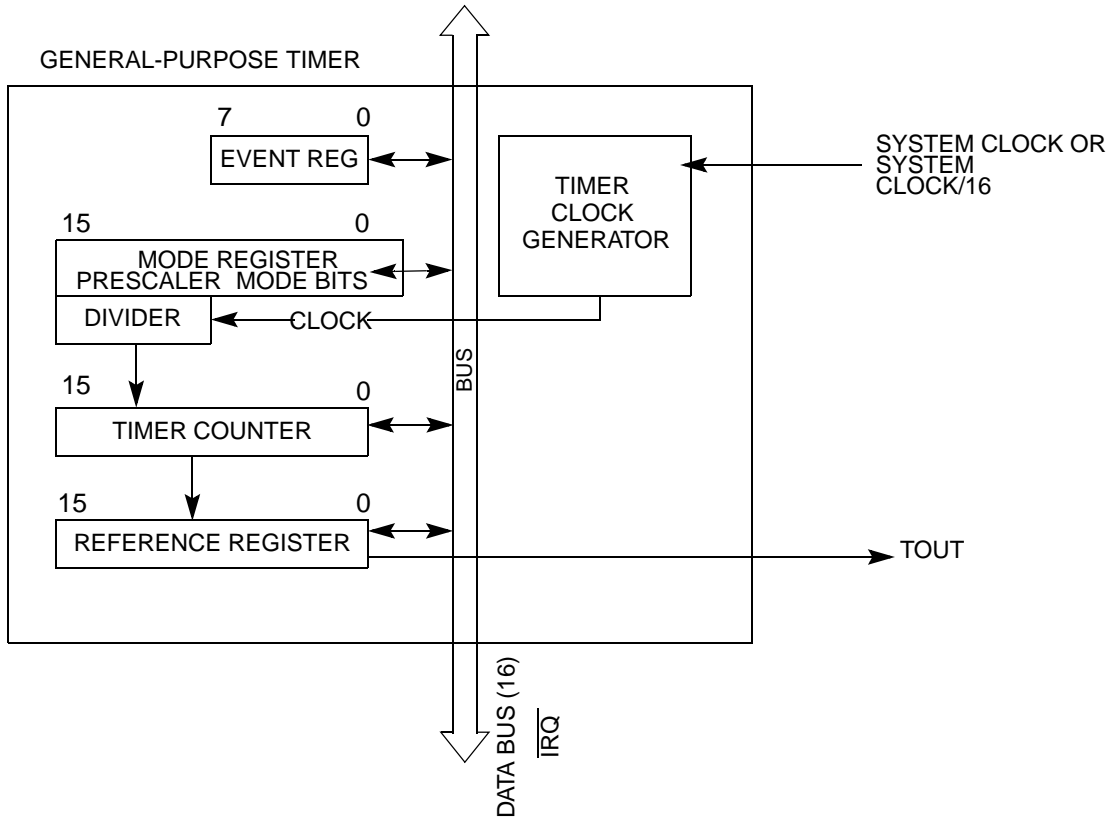 GENERAL-PURPOSE TIMER
7 0
EVENT REG
SYSTEM CLOCK OR
SYSTEM
CLOCK/16
TIMER
CLOCK
GENERATOR
15 0
MODE REGISTER
PRESCALER MODE BITS
DIVIDER
CLOCK
BUS
15 0
TIMER COUNTER
15 0
REFERENCE REGISTER
TOUT
DATA BUS (16)
IRQ